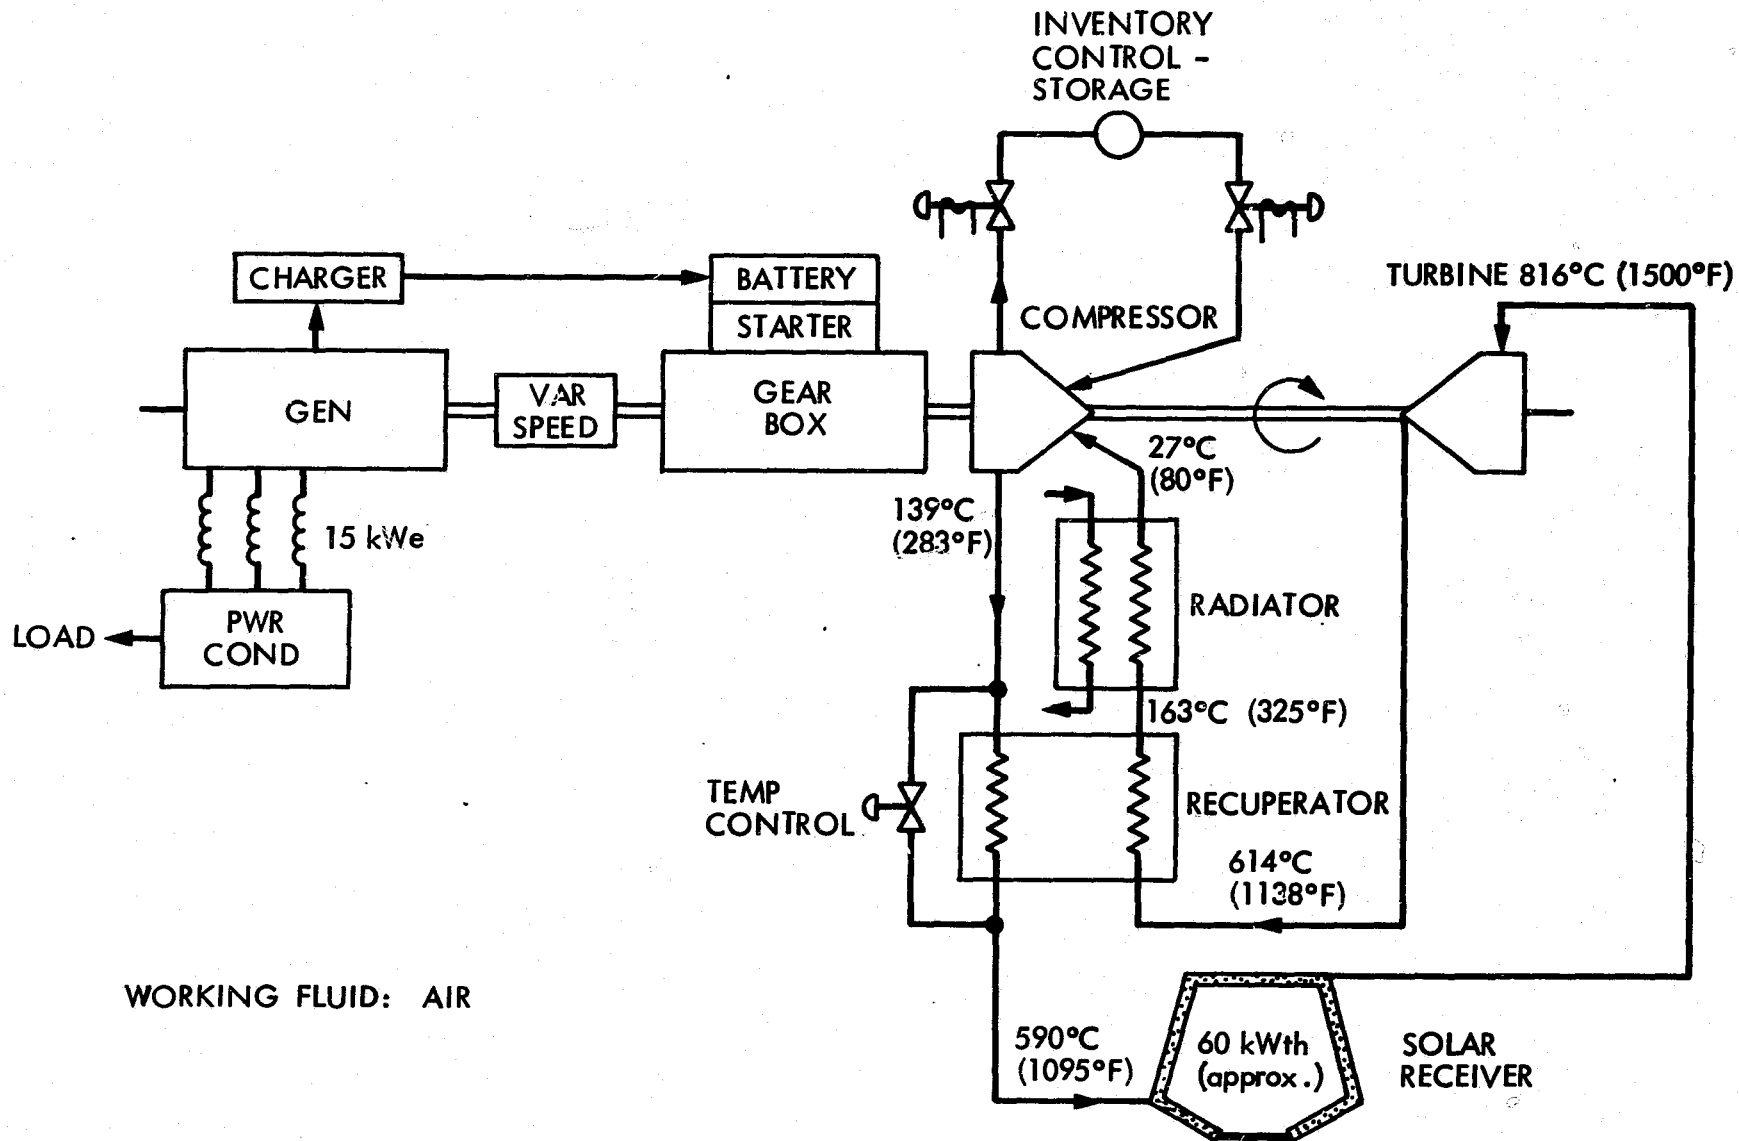 INVENTORY
CONTROL -
STORAGE
CHARGER
BATTERY
STARTER
COMPRESSOR
TURBINE 816°C (1500°F)
GEN
VAR
SPEED
GEAR
BOX
27°C
(80°F)
139°C
(283°F)
15 kWe
LOAD
PWR
COND
RADIATOR
163°C (325°F)
TEMP
CONTROL
RECUPERATOR
614°C
(1138°F)
WORKING FLUID: AIR
590°C
(1095°F)
60 kWth
(approx.)
SOLAR
RECEIVER